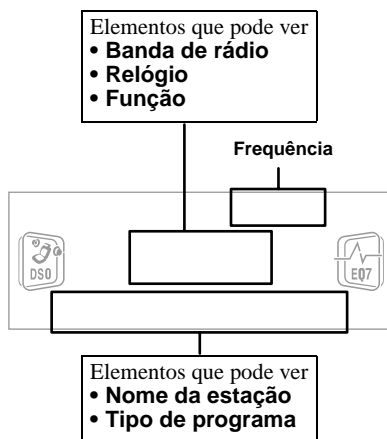 Elementos que pode ver
• Banda de rádio
• Relógio
• Função
Frequência
DSO
EQ7
Elementos que pode ver
• Nome da estação
• Tipo de programa